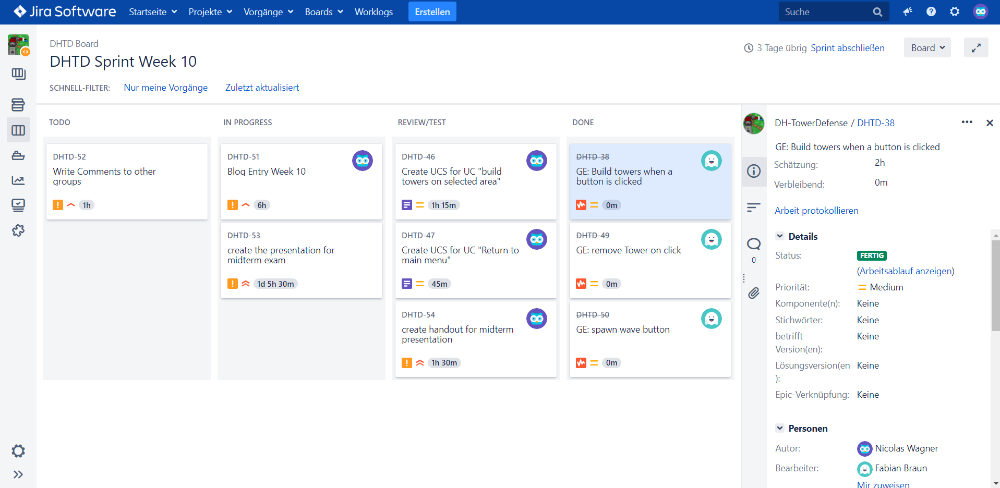 Jira Software Startseite Projekte Vorgänge Boards Worklogs Erstellen Suche
DHTD Board
DHTD Sprint Week 10
3 Tage übrig Sprint abschließen Board
SCHNELL-FILTER: Nur meine Vorgänge Zuletzt aktualisiert
TODO
DHTD-52
Write Comments to other
groups
1h
IN PROGRESS
DHTD-51
Blog Entry Week 10
6h
DHTD-53
create the presentation for
midterm exam
1d 5h 30m
REVIEW/TEST
DHTD-46
Create UCS for UC "build
towers on selected area"
1h 15m
DHTD-47
Create UCS for UC "Return to
main menu"
45m
DHTD-54
create handout for midterm
presentation
1h 30m
DONE
DHTD-38
GE: Build towers when a
button is clicked
0m
DHTD-49
GE: remove Tower on click
0m
DHTD-50
GE: spawn wave button
0m
0
DH-TowerDefense / DHTD-38
GE: Build towers when a button is clicked
Schätzung: 2h
Verbleibend: 0m
Arbeit protokollieren
Details
Status: FERTIG
(Arbeitsablauf anzeigen)
Priorität: Medium
Komponente(n): Keine
Stichwörter: Keine
betrifft Keine
Version(en):
Lösungsversion(en Keine
):
Epic-Verknüpfung: Keine
Personen
Autor: Nicolas Wagner
Bearbeiter: Fabian Braun
Mir zuweisen